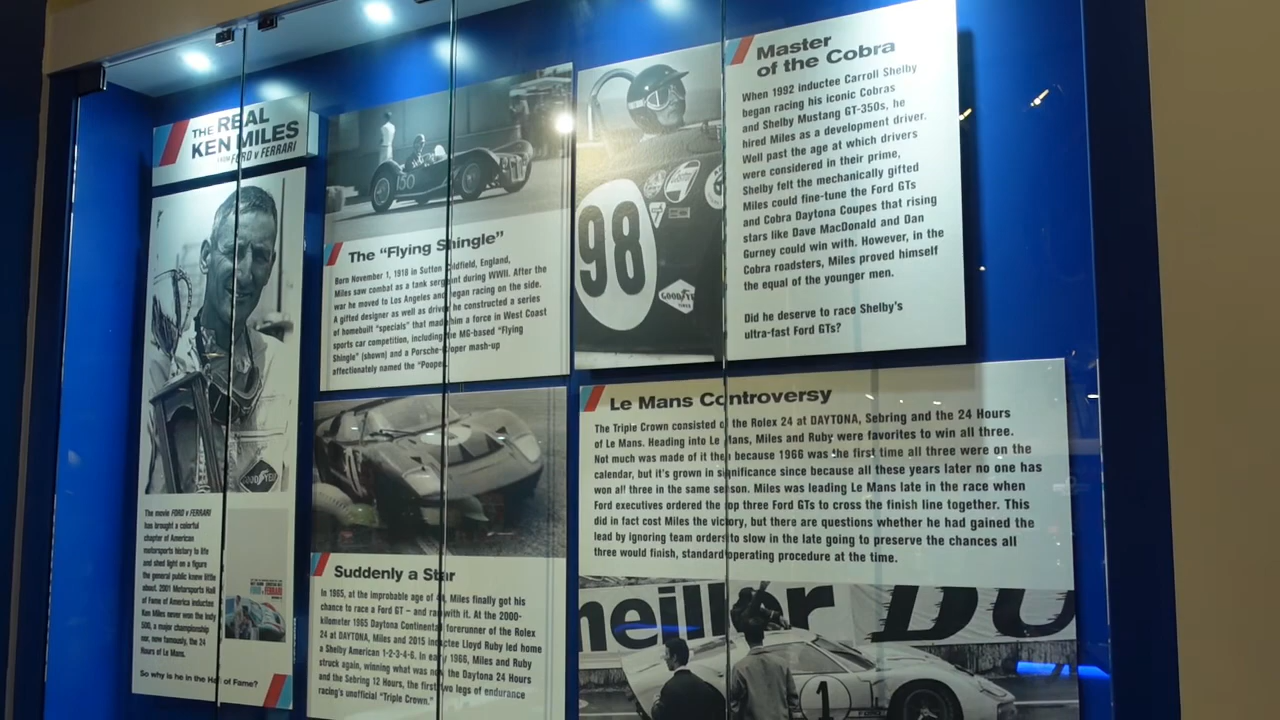 THE REAL
KEN MILES
FROM FORD v FERRARI
The movie FORD v FERRARI
has brought a colorful
chapter of American
motorsports history to life
and shed light on a figure
the general public knew little
about. 2001 Motorsports Hall
of Fame of America inductee
Ken Miles never won the Indy
500, a major championship
nor, now famously, the 24
Hours of Le Mans.
So why is he in the Hall of Fame?
150
The "Flying Shingle"
Born November 1, 1918 in Sutton Coldfield, England,
Miles saw combat as a tank sergeant during WWII. After the
war he moved to Los Angeles and began racing on the side.
A gifted designer as well as driver, he constructed a series
of homebuilt "specials" that made him a force in West Coast
sports car competition, including the MG-based "Flying
Shingle" (shown) and a Porsche-Cooper mash-up
affectionately named the "Pooper."
Suddenly a Star
In 1965, at the improbable age of 46, Miles finally got his
chance to race a Ford GT – and ran with it. At the 2000-
kilometer 1965 Daytona Continental, forerunner of the Rolex
24 at DAYTONA, Miles and 2015 inductee Lloyd Ruby led home
a Shelby American 1-2-3-4-6. In early 1966, Miles and Ruby
struck again, winning what was now the Daytona 24 Hours
and the Sebring 12 Hours, the first two legs of endurance
racing's unofficial "Triple Crown."
98
GOODYEAR
Master
of the Cobra
When 1992 inductee Carroll Shelby
began racing his iconic Cobras
and Shelby Mustang GT-350s, he
hired Miles as a development driver.
Well past the age at which drivers
were considered in their prime,
Shelby felt the mechanically gifted
Miles could fine-tune the Ford GTs
and Cobra Daytona Coupes that rising
stars like Dave MacDonald and Dan
Gurney could win with. However, in the
Cobra roadsters, Miles proved himself
the equal of the younger men.
Did he deserve to race Shelby's
ultra-fast Ford GTs?
Le Mans Controversy
The Triple Crown consisted of the Rolex 24 at DAYTONA, Sebring and the 24 Hours
of Le Mans. Heading into Le Mans, Miles and Ruby were favorites to win all three.
Not much was made of it then because 1966 was the first time all three were on the
calendar, but it's grown in significance since because all these years later no one has
won all three in the same season. Miles was leading Le Mans late in the race when
Ford executives ordered the top three Ford GTs to cross the finish line together. This
did in fact cost Miles the victory, but there are questions whether he had gained the
lead by ignoring team orders to slow in the late going to preserve the chances all
three would finish, standard operating procedure at the time.
1